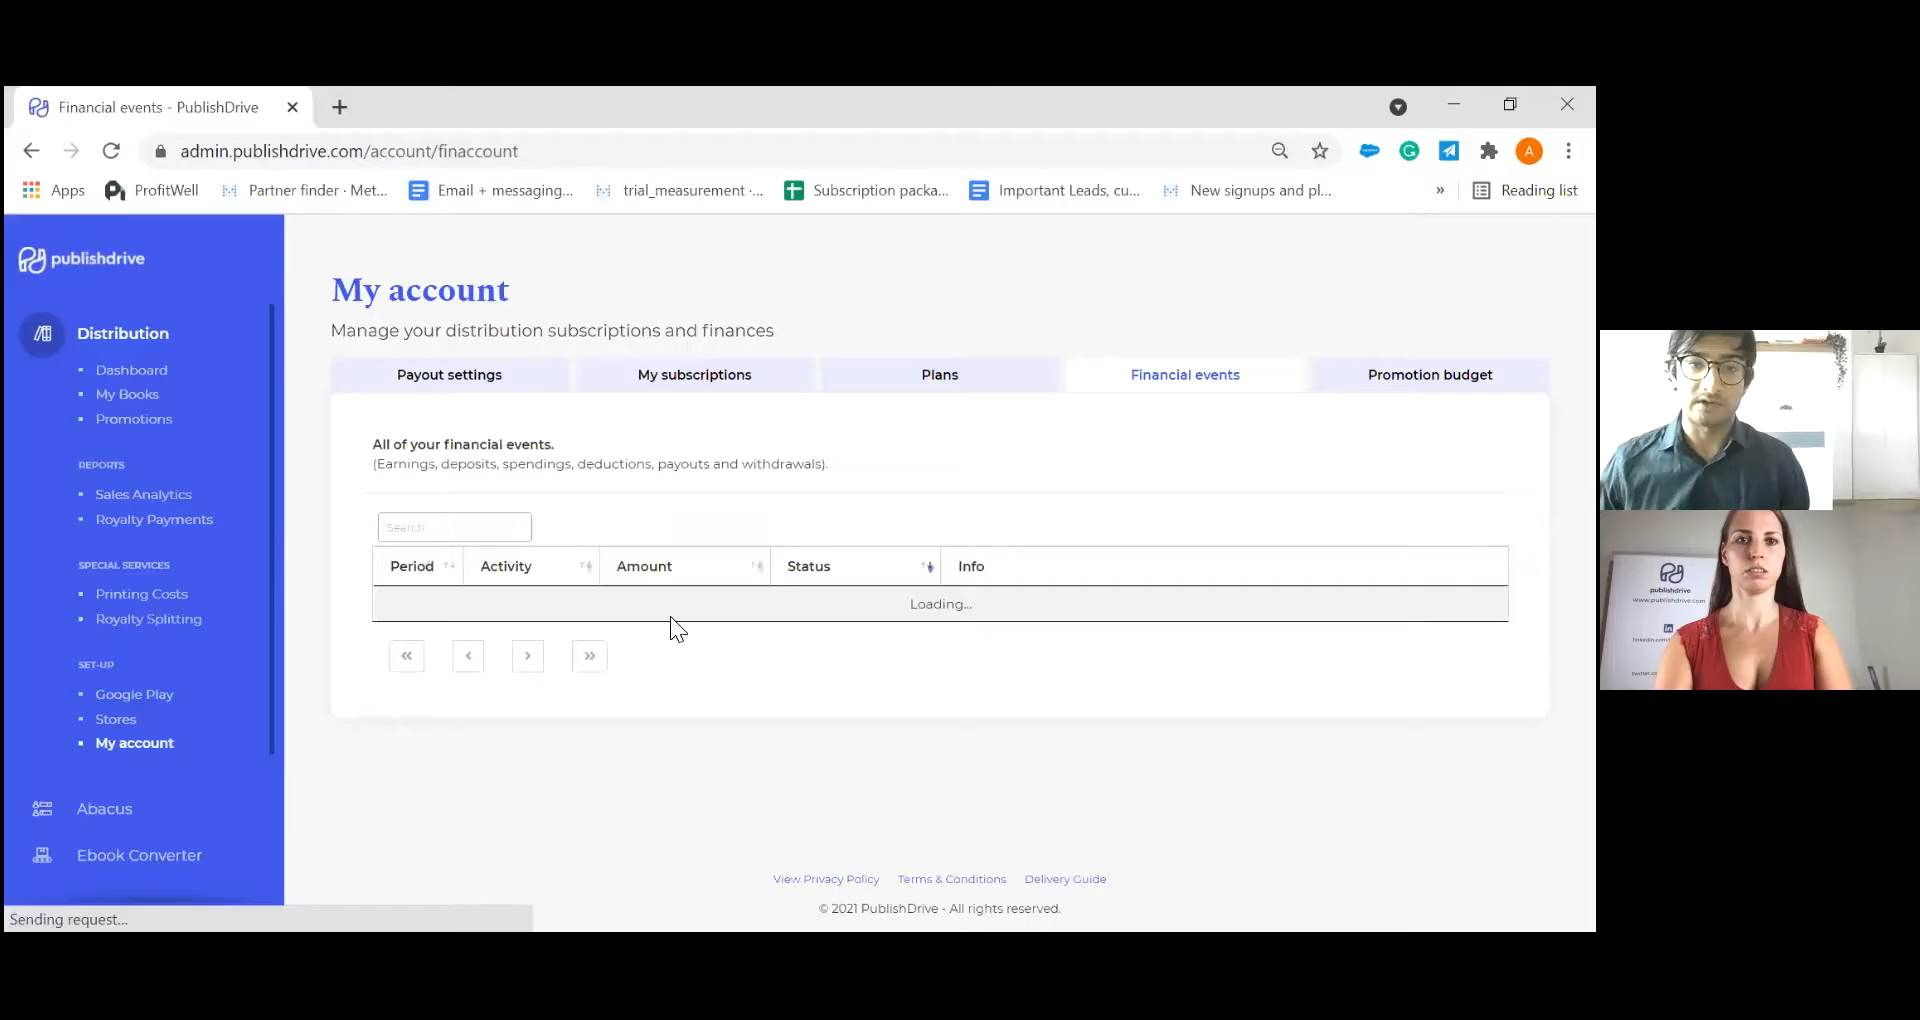 Financial events - PublishDrive
admin.publishdrive.com/account/finaccount
Apps ProfitWell Partner finder · Met... Email + messaging... trial_measurement ·... Subscription packa... Important Leads, cu... New signups and pl... » Reading list
A
publishdrive
Distribution
Dashboard
My Books
Promotions
REPORTS
Sales Analytics
Royalty Payments
SPECIAL SERVICES
Printing Costs
Royalty Splitting
SET-UP
Google Play
Stores
My account
Abacus
Ebook Converter
Sending request...
My account
Manage your distribution subscriptions and finances
Payout settings My subscriptions Plans Financial events Promotion budget
All of your financial events.
(Earnings, deposits, spendings, deductions, payouts and withdrawals).
Search
Period Activity Amount Status Info
Loading...
« ‹ › »
View Privacy Policy Terms & Conditions Delivery Guide
© 2021 PublishDrive - All rights reserved.
publishdrive
www.publishdrive.com